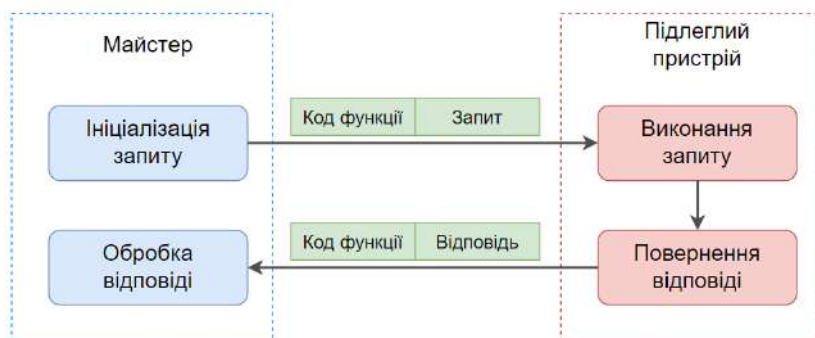 Майстер
Підлеглий
пристрій
Ініціалізація
запиту
Код функції
Запит
Виконання
запиту
Обробка
відповіді
Код функції
Відповідь
Повернення
відповіді